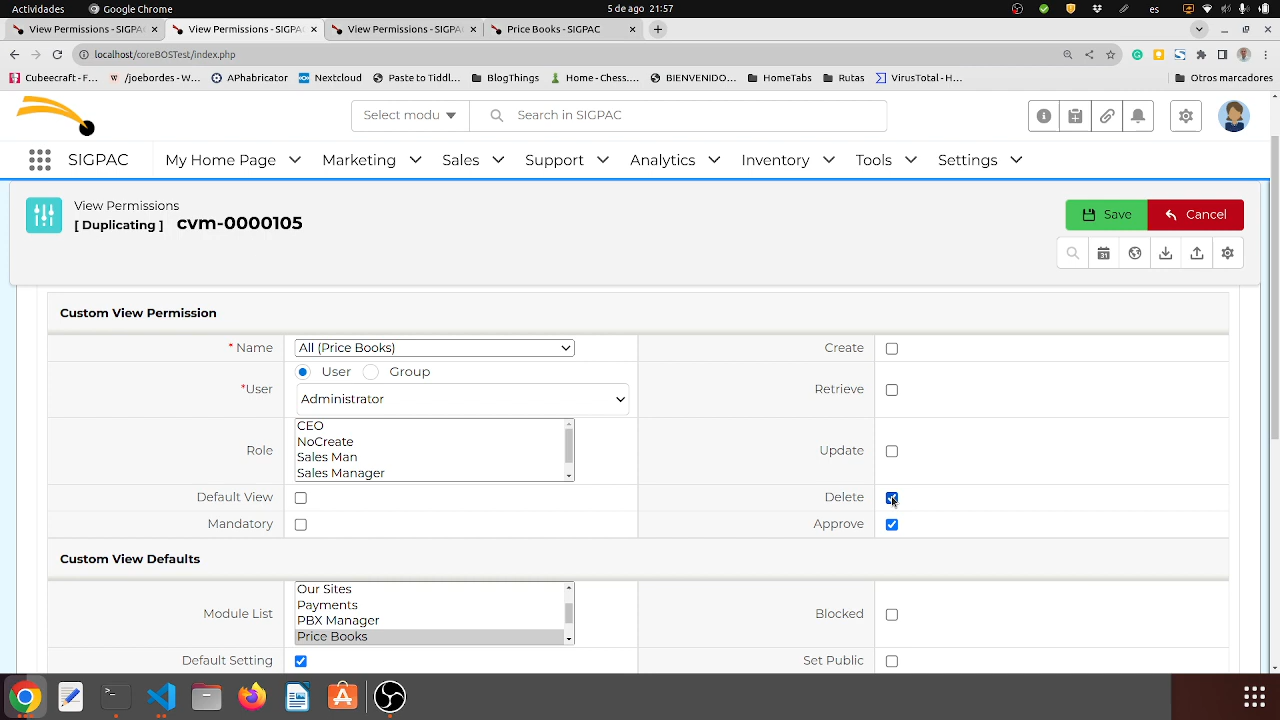 Actividades Google Chrome 5 de ago 21:57 es
View Permissions - SIGPAC View Permissions - SIGPA View Permissions - SIGPA Price Books - SIGPAC
localhost/coreBOSTest/index.php
Cubecraft - F... /joebordes - W... APhabricator Nextcloud Paste to Tiddl... BlogThings Home - Chess.... BIENVENIDO... HomeTabs Rutas VirusTotal - H... Otros marcadores
Select modu Search in SIGPAC
SIGPAC My Home Page Marketing Sales Support Analytics Inventory Tools Settings
View Permissions
[ Duplicating ] cvm-0000105
Save Cancel
31
Custom View Permission
* Name All (Price Books) Create
User Group
*User Administrator Retrieve
Role CEO
NoCreate
Sales Man
Sales Manager
Update
Default View Delete
Mandatory Approve
Custom View Defaults
Module List Our Sites
Payments
PBX Manager
Price Books
Blocked
Default Setting Set Public